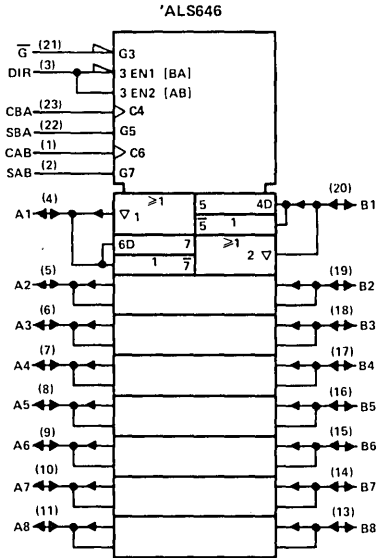 'ALS646
G̅ (21) G3
DIR (3) 3 EN1 [BA]
3 EN2 [AB]
CBA (23) C4
SBA (22) G5
CAB (1) C6
SAB (2) G7
A1 (4) ≥1 ▽ 1 5 4D (20) B1
5̅ 1
6D 7 ≥1 2 ▽
1 7̅
A2 (5) (19) B2
A3 (6) (18) B3
A4 (7) (17) B4
A5 (8) (16) B5
A6 (9) (15) B6
A7 (10) (14) B7
A8 (11) (13) B8